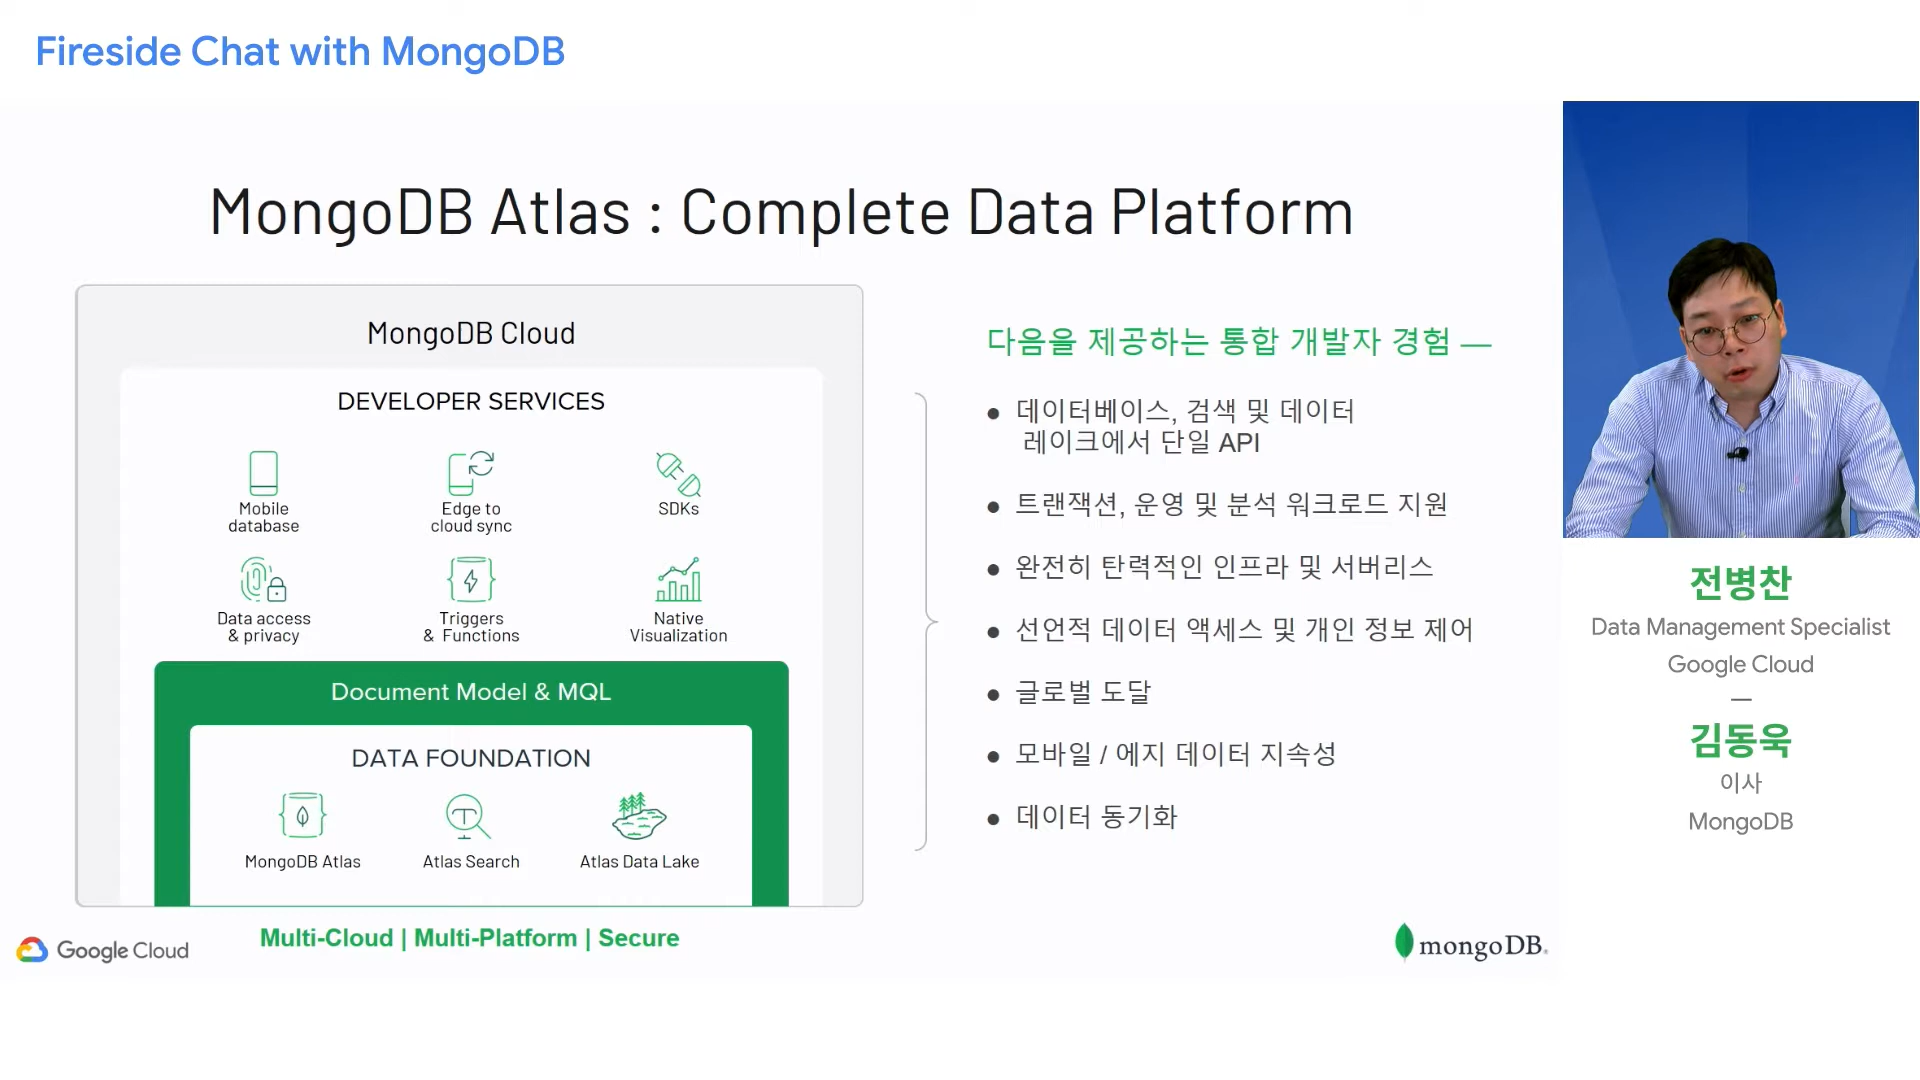 Fireside Chat with MongoDB
MongoDB Atlas : Complete Data Platform
MongoDB Cloud
DEVELOPER SERVICES
Mobile
database
Edge to
cloud sync
SDKs
Data access
& privacy
Triggers
& Functions
Native
Visualization
Document Model & MQL
DATA FOUNDATION
MongoDB Atlas
Atlas Search
Atlas Data Lake
Multi-Cloud | Multi-Platform | Secure
Google Cloud
다음을 제공하는 통합 개발자 경험 —
● 데이터베이스, 검색 및 데이터
레이크에서 단일 API
● 트랜잭션, 운영 및 분석 워크로드 지원
● 완전히 탄력적인 인프라 및 서버리스
● 선언적 데이터 액세스 및 개인 정보 제어
● 글로벌 도달
● 모바일 / 에지 데이터 지속성
● 데이터 동기화
mongoDB®
전병찬
Data Management Specialist
Google Cloud
—
김동욱
이사
MongoDB